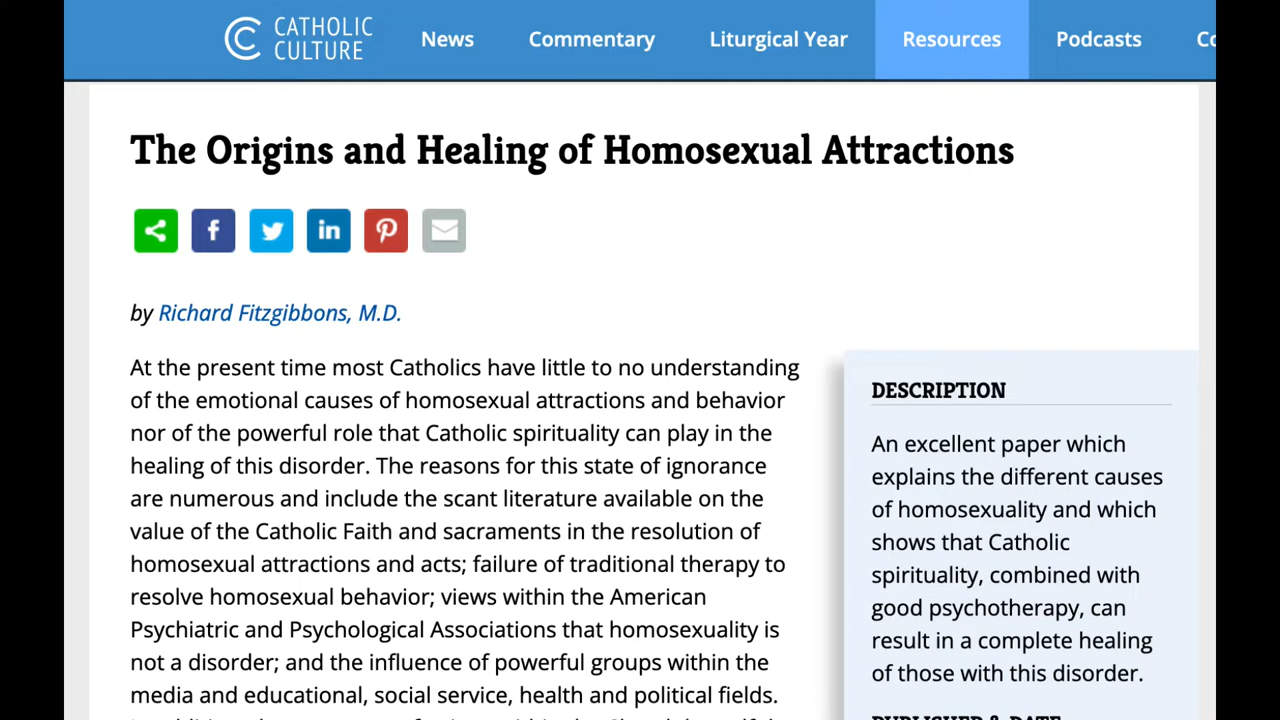 CATHOLIC
CULTURE
News
Commentary
Liturgical Year
Resources
Podcasts
The Origins and Healing of Homosexual Attractions
by Richard Fitzgibbons, M.D.
At the present time most Catholics have little to no understanding
of the emotional causes of homosexual attractions and behavior
nor of the powerful role that Catholic spirituality can play in the
healing of this disorder. The reasons for this state of ignorance
are numerous and include the scant literature available on the
value of the Catholic Faith and sacraments in the resolution of
homosexual attractions and acts; failure of traditional therapy to
resolve homosexual behavior; views within the American
Psychiatric and Psychological Associations that homosexuality is
not a disorder; and the influence of powerful groups within the
media and educational, social service, health and political fields.
DESCRIPTION
An excellent paper which
explains the different causes
of homosexuality and which
shows that Catholic
spirituality, combined with
good psychotherapy, can
result in a complete healing
of those with this disorder.
PUBLISHER & DATE